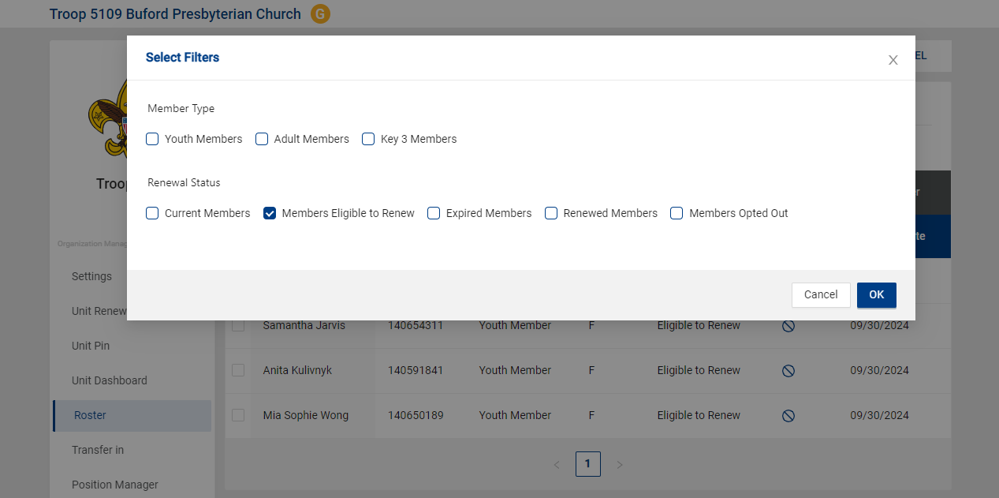 Troop 5109 Buford Presbyterian Church G
Select Filters
X
EL
Member Type
Youth Members Adult Members Key 3 Members
Renewal Status
Current Members Members Eligible to Renew Expired Members Renewed Members Members Opted Out
Cancel OK
Troop
Organization Manag
Settings
Unit Renew
Unit Pin
Unit Dashboard
Roster
Transfer in
Position Manager
r
te
Samantha Jarvis 140654311 Youth Member F Eligible to Renew 09/30/2024
Anita Kulivnyk 140591841 Youth Member F Eligible to Renew 09/30/2024
Mia Sophie Wong 140650189 Youth Member F Eligible to Renew 09/30/2024
< 1 >